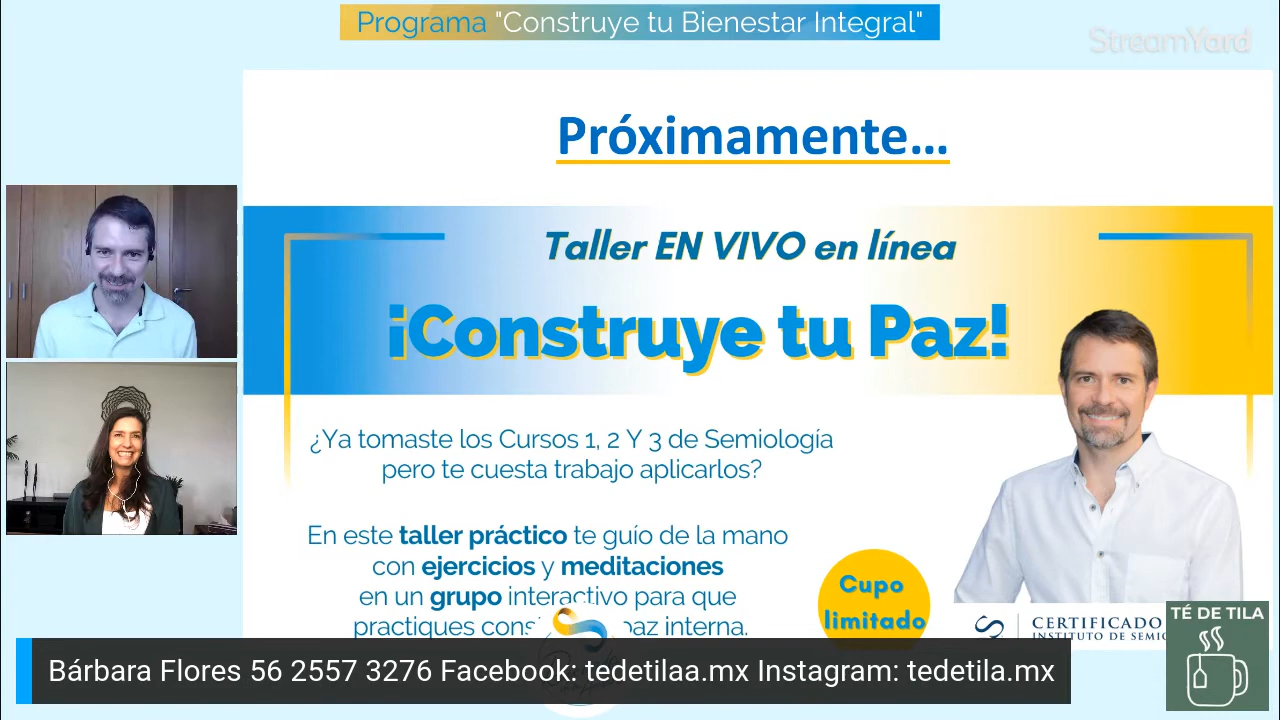 Programa "Construye tu Bienestar Integral"
StreamYard
Próximamente...
Taller EN VIVO en línea
¡Construye tu Paz!
¿Ya tomaste los Cursos 1, 2 Y 3 de Semiología
pero te cuesta trabajo aplicarlos?
En este taller práctico te guío de la mano
con ejercicios y meditaciones
en un grupo interactivo para que
practiques paz interna.
Cupo
limitado
CERTIFICADO
INSTITUTO DE
TÉ DE TILA
Bárbara Flores 56 2557 3276 Facebook: tedetilaa.mx Instagram: tedetila.mx